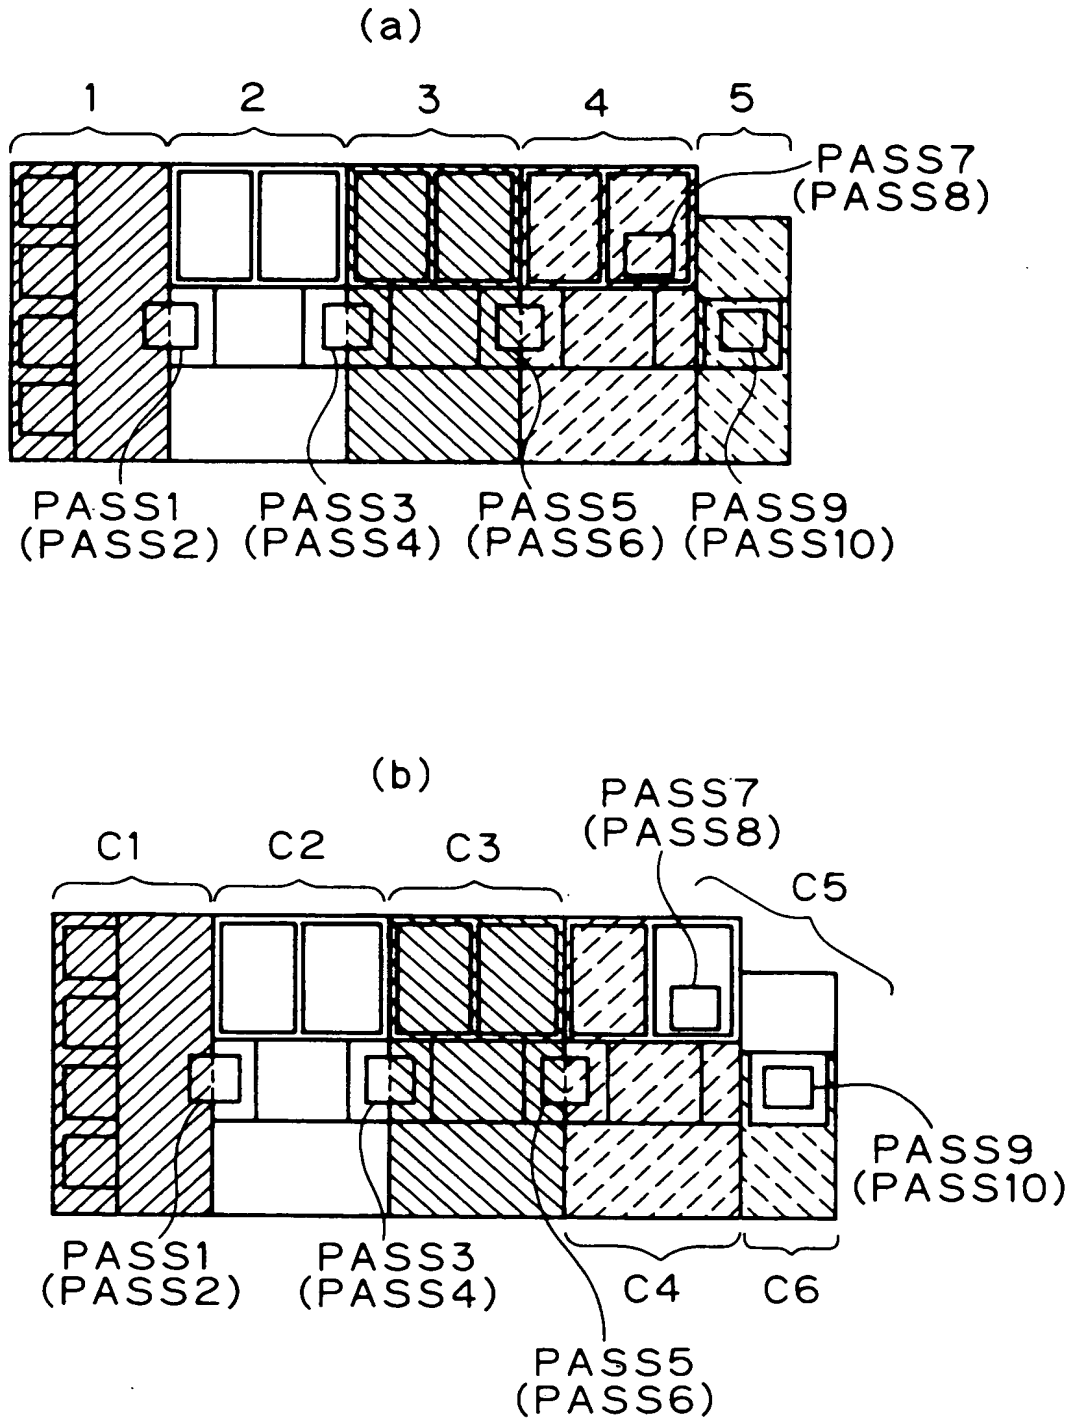 (a)
1 2 3 4 5
PASS7
(PASS8)
PASS1 PASS3 PASS5 PASS9
(PASS2) (PASS4) (PASS6) (PASS10)
(b)
PASS7
(PASS8)
C1 C2 C3
C5
PASS9
(PASS10)
PASS1 PASS3
(PASS2) (PASS4)
C4 C6
PASS5
(PASS6)